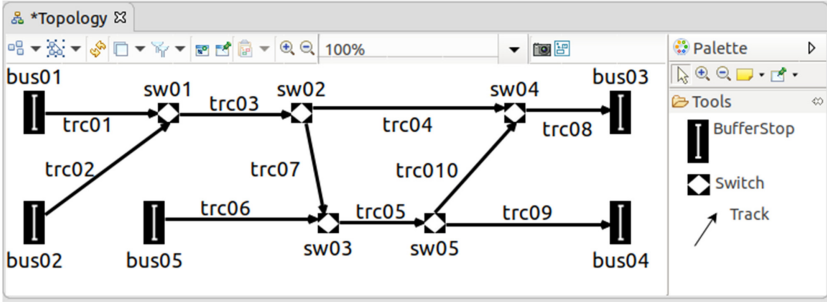 *Topology
100%
Palette
bus01
sw01
sw02
sw04
bus03
trc01
trc03
trc04
trc08
Tools
BufferStop
trc02
trc07
trc010
Switch
trc06
trc05
trc09
Track
bus02
bus05
sw03
sw05
bus04